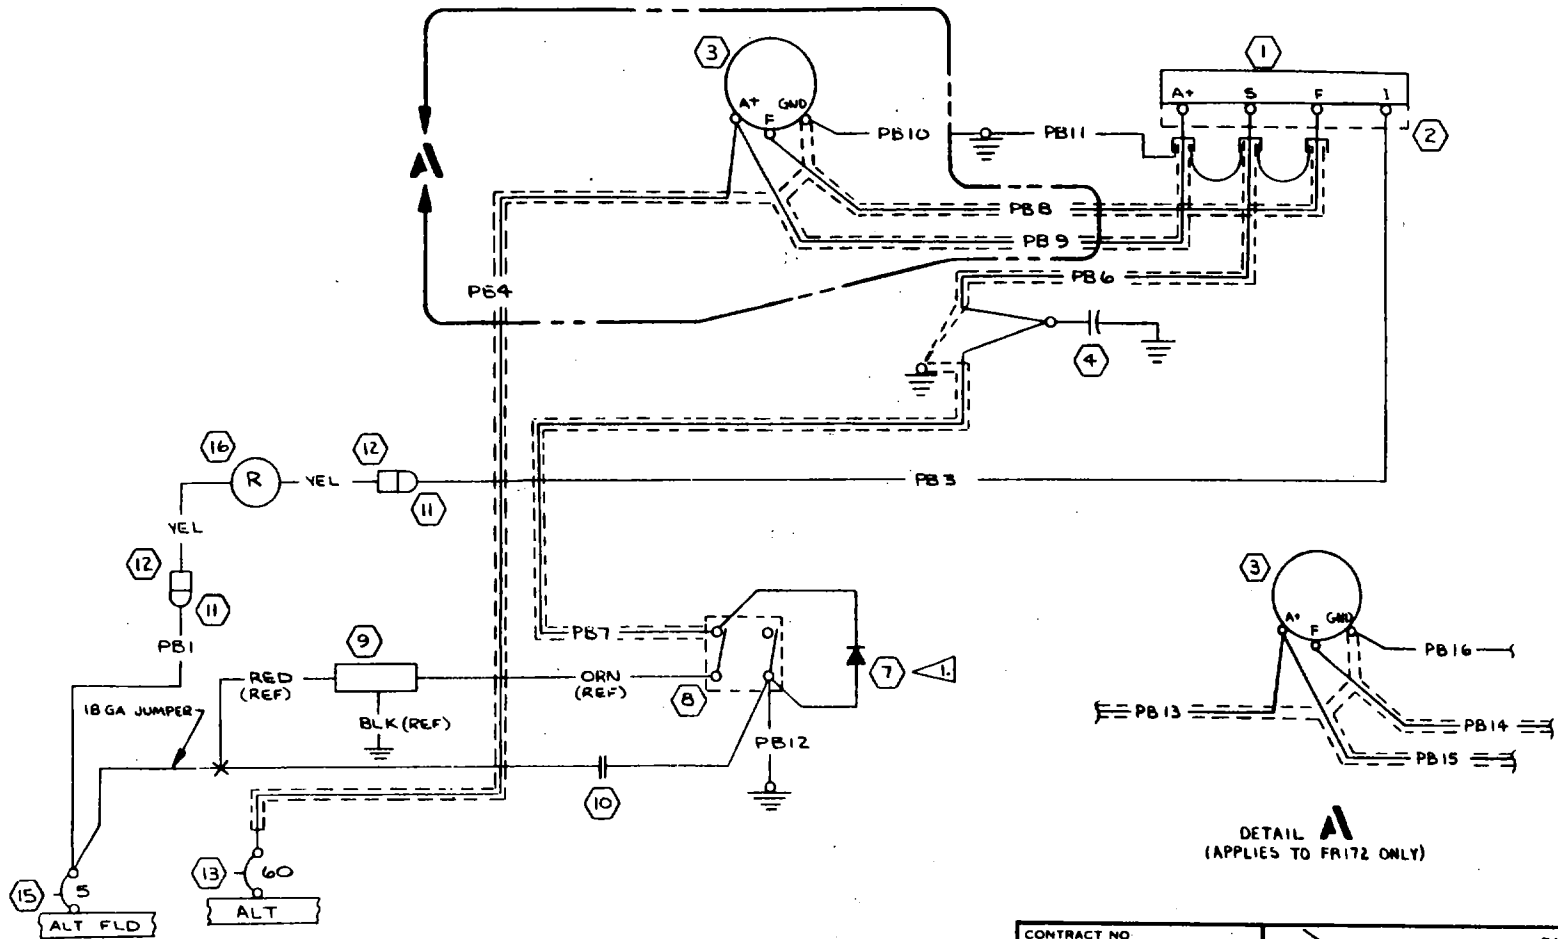 3
1
A+
F
GND
A+
S
F
I
PB10
PB11
2
A
PB8
PB9
PB4
PB6
4
16
12
R
YEL
11
PB3
YEL
12
11
3
PB1
A+
F
GND
PB7
9
PB16
RED
(REF)
ORN
(REF)
7
1.
8
18 GA JUMPER
BLK (REF)
PB13
PB14
PB12
PB15
10
DETAIL A
(APPLIES TO FR172 ONLY)
13
60
15
5
ALT
ALT FLD
CONTRACT NO